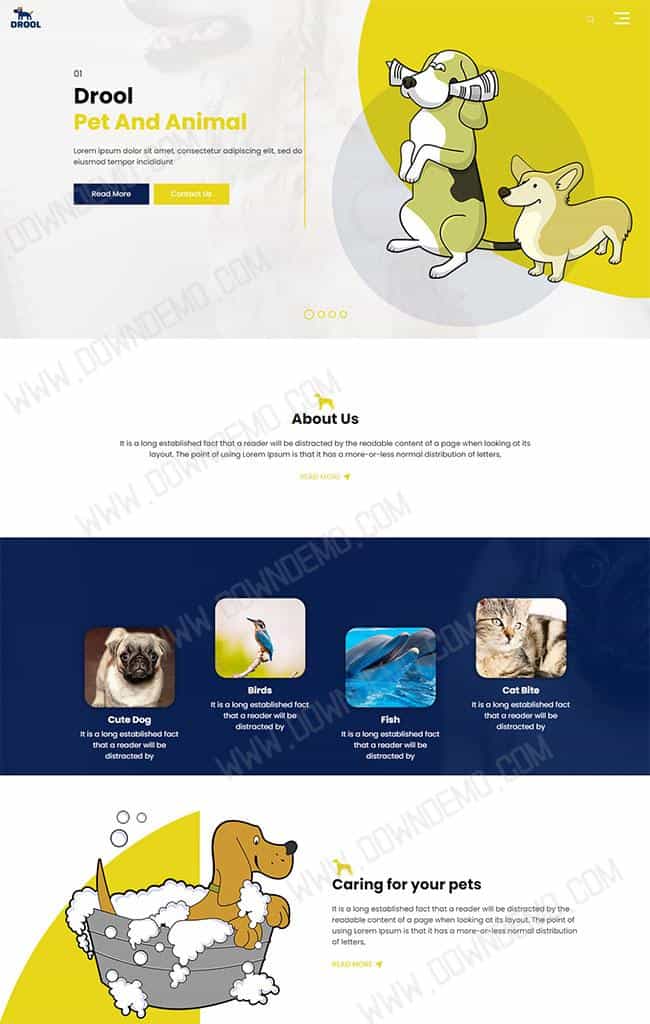 DROOL
01
Drool
Pet And Animal
Lorem ipsum dolor sit amet, consectetur adipiscing elit, sed do
eiusmod tempor incididunt
Read More
Contact Us
About Us
It is a long established fact that a reader will be distracted by the readable content of a page when looking at its
layout. The point of using Lorem Ipsum is that it has a more-or-less normal distribution of letters,
READ MORE
Cute Dog
It is a long established fact
that a reader will be
distracted by
Birds
It is a long established fact
that a reader will be
distracted by
Fish
It is a long established fact
that a reader will be
distracted by
Cat Bite
It is a long established fact
that a reader will be
distracted by
Caring for your pets
It is a long established fact that a reader will be distracted by the
readable content of a page when looking at its layout. The point of
using Lorem Ipsum is that it has a more-or-less normal distribution
of letters,
READ MORE
WWW.DOWNDEMO.COM
WWW.DOWNDEMO.COM
WWW.DOWNDEMO.COM
WWW.DOWNDEMO.COM
WWW.DOWNDEMO.COM
WWW.DOWNDEMO.COM